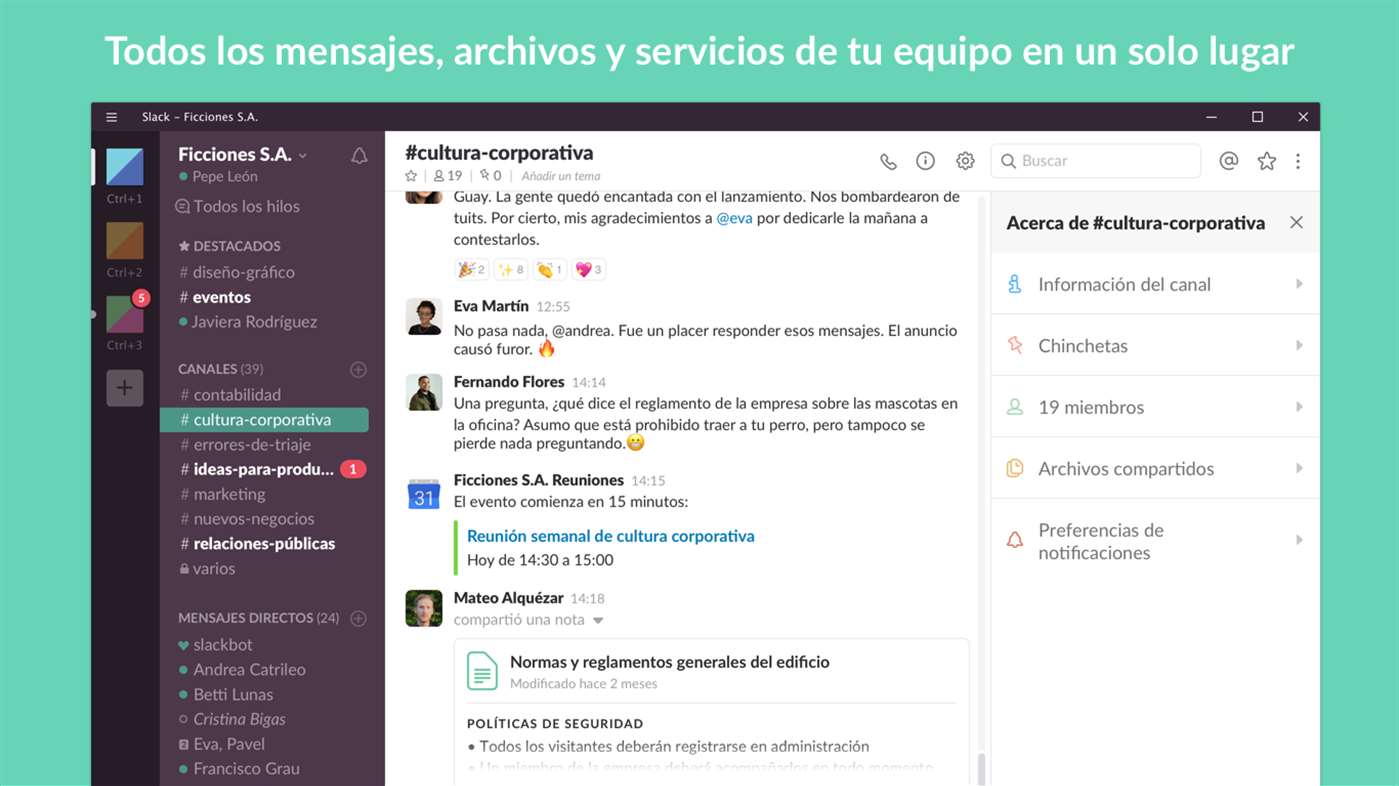 Todos los mensajes, archivos y servicios de tu equipo en un solo lugar
Slack – Ficciones S.A.
Ctrl+1
Ctrl+2
5
Ctrl+3
Ficciones S.A.
Pepe León
Todos los hilos
DESTACADOS
# diseño-gráfico
# eventos
Javiera Rodríguez
CANALES (39)
# contabilidad
# cultura-corporativa
# errores-de-triaje
# ideas-para-produ... 1
# marketing
# nuevos-negocios
# relaciones-públicas
varios
MENSAJES DIRECTOS (24)
slackbot
Andrea Catrileo
Betti Lunas
Cristina Bigas
2 Eva, Pavel
Francisco Grau
#cultura-corporativa
19 | 0 | Añadir un tema
Buscar
Guay. La gente quedó encantada con el lanzamiento. Nos bombardearon de
tuits. Por cierto, mis agradecimientos a @eva por dedicarle la mañana a
contestarlos.
🎉 2 ✨ 8 👏 1 💖 3
Eva Martín 12:55
No pasa nada, @andrea. Fue un placer responder esos mensajes. El anuncio
causó furor. 🔥
Fernando Flores 14:14
Una pregunta, ¿qué dice el reglamento de la empresa sobre las mascotas en
la oficina? Asumo que está prohibido traer a tu perro, pero tampoco se
pierde nada preguntando.😁
31
Ficciones S.A. Reuniones 14:15
El evento comienza en 15 minutos:
Reunión semanal de cultura corporativa
Hoy de 14:30 a 15:00
Mateo Alquézar 14:18
compartió una nota
Normas y reglamentos generales del edificio
Modificado hace 2 meses
POLÍTICAS DE SEGURIDAD
• Todos los visitantes deberán registrarse en administración
• Un miembro de la empresa deberá acompañarlos en todo momento
Acerca de #cultura-corporativa
Información del canal
Chinchetas
19 miembros
Archivos compartidos
Preferencias de
notificaciones